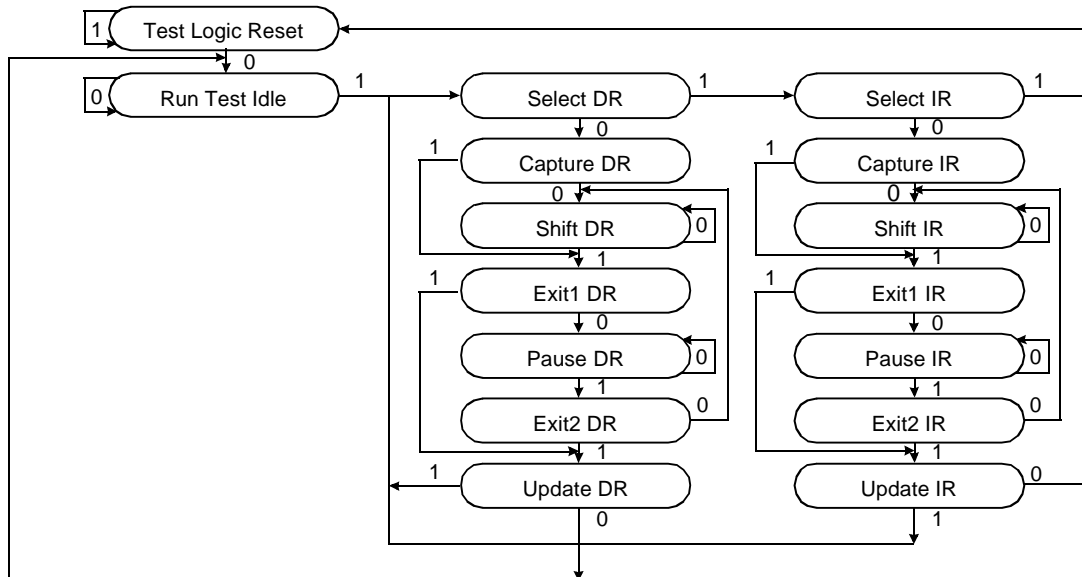 1 Test Logic Reset
0
0 Run Test Idle 1 Select DR 1 Select IR 1
0 0
1 Capture DR 1 Capture IR
0 0
Shift DR 0 Shift IR 0
1 1
1 Exit1 DR 1 Exit1 IR
0 0
Pause DR 0 Pause IR 0
1 1
Exit2 DR 0 Exit2 IR 0
1 1
1 Update DR Update IR 0
0 1